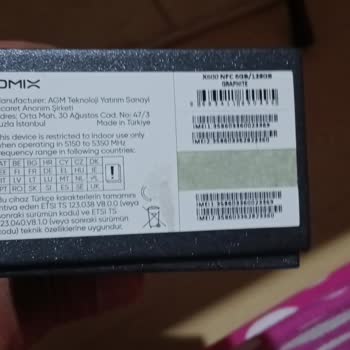 OMIX
Manufacturer: AGM Teknoloji Yatırım Sanayi
Ticaret Anonim Şirketi
Adres: Orta Mah. 30 Ağustos Cad. No: 47/3
Tuzla İstanbul Made in Türkiye
This device is restricted to indoor use only
when operating in 5150 to 5350 MHz
frequency range in following countries:
AT BE BG HR CY CZ DK
EE FI FR DE EL HU IE
IT LV LT LU MT NL PL
PT RO SK SI ES SE UK
!
Bu cihaz Türkçe karakterlerin tamamını
ihtiva eden ETSI TS 123.038 V8.0.0 (veya
sonraki sürümün kodu) ve ETSI TS
123.040 V8.1.0 (veya sonraki sürümün
kodu) teknik özelliklerine uygundur.
X600 NFC 6GB/128GB
GRAPHITE